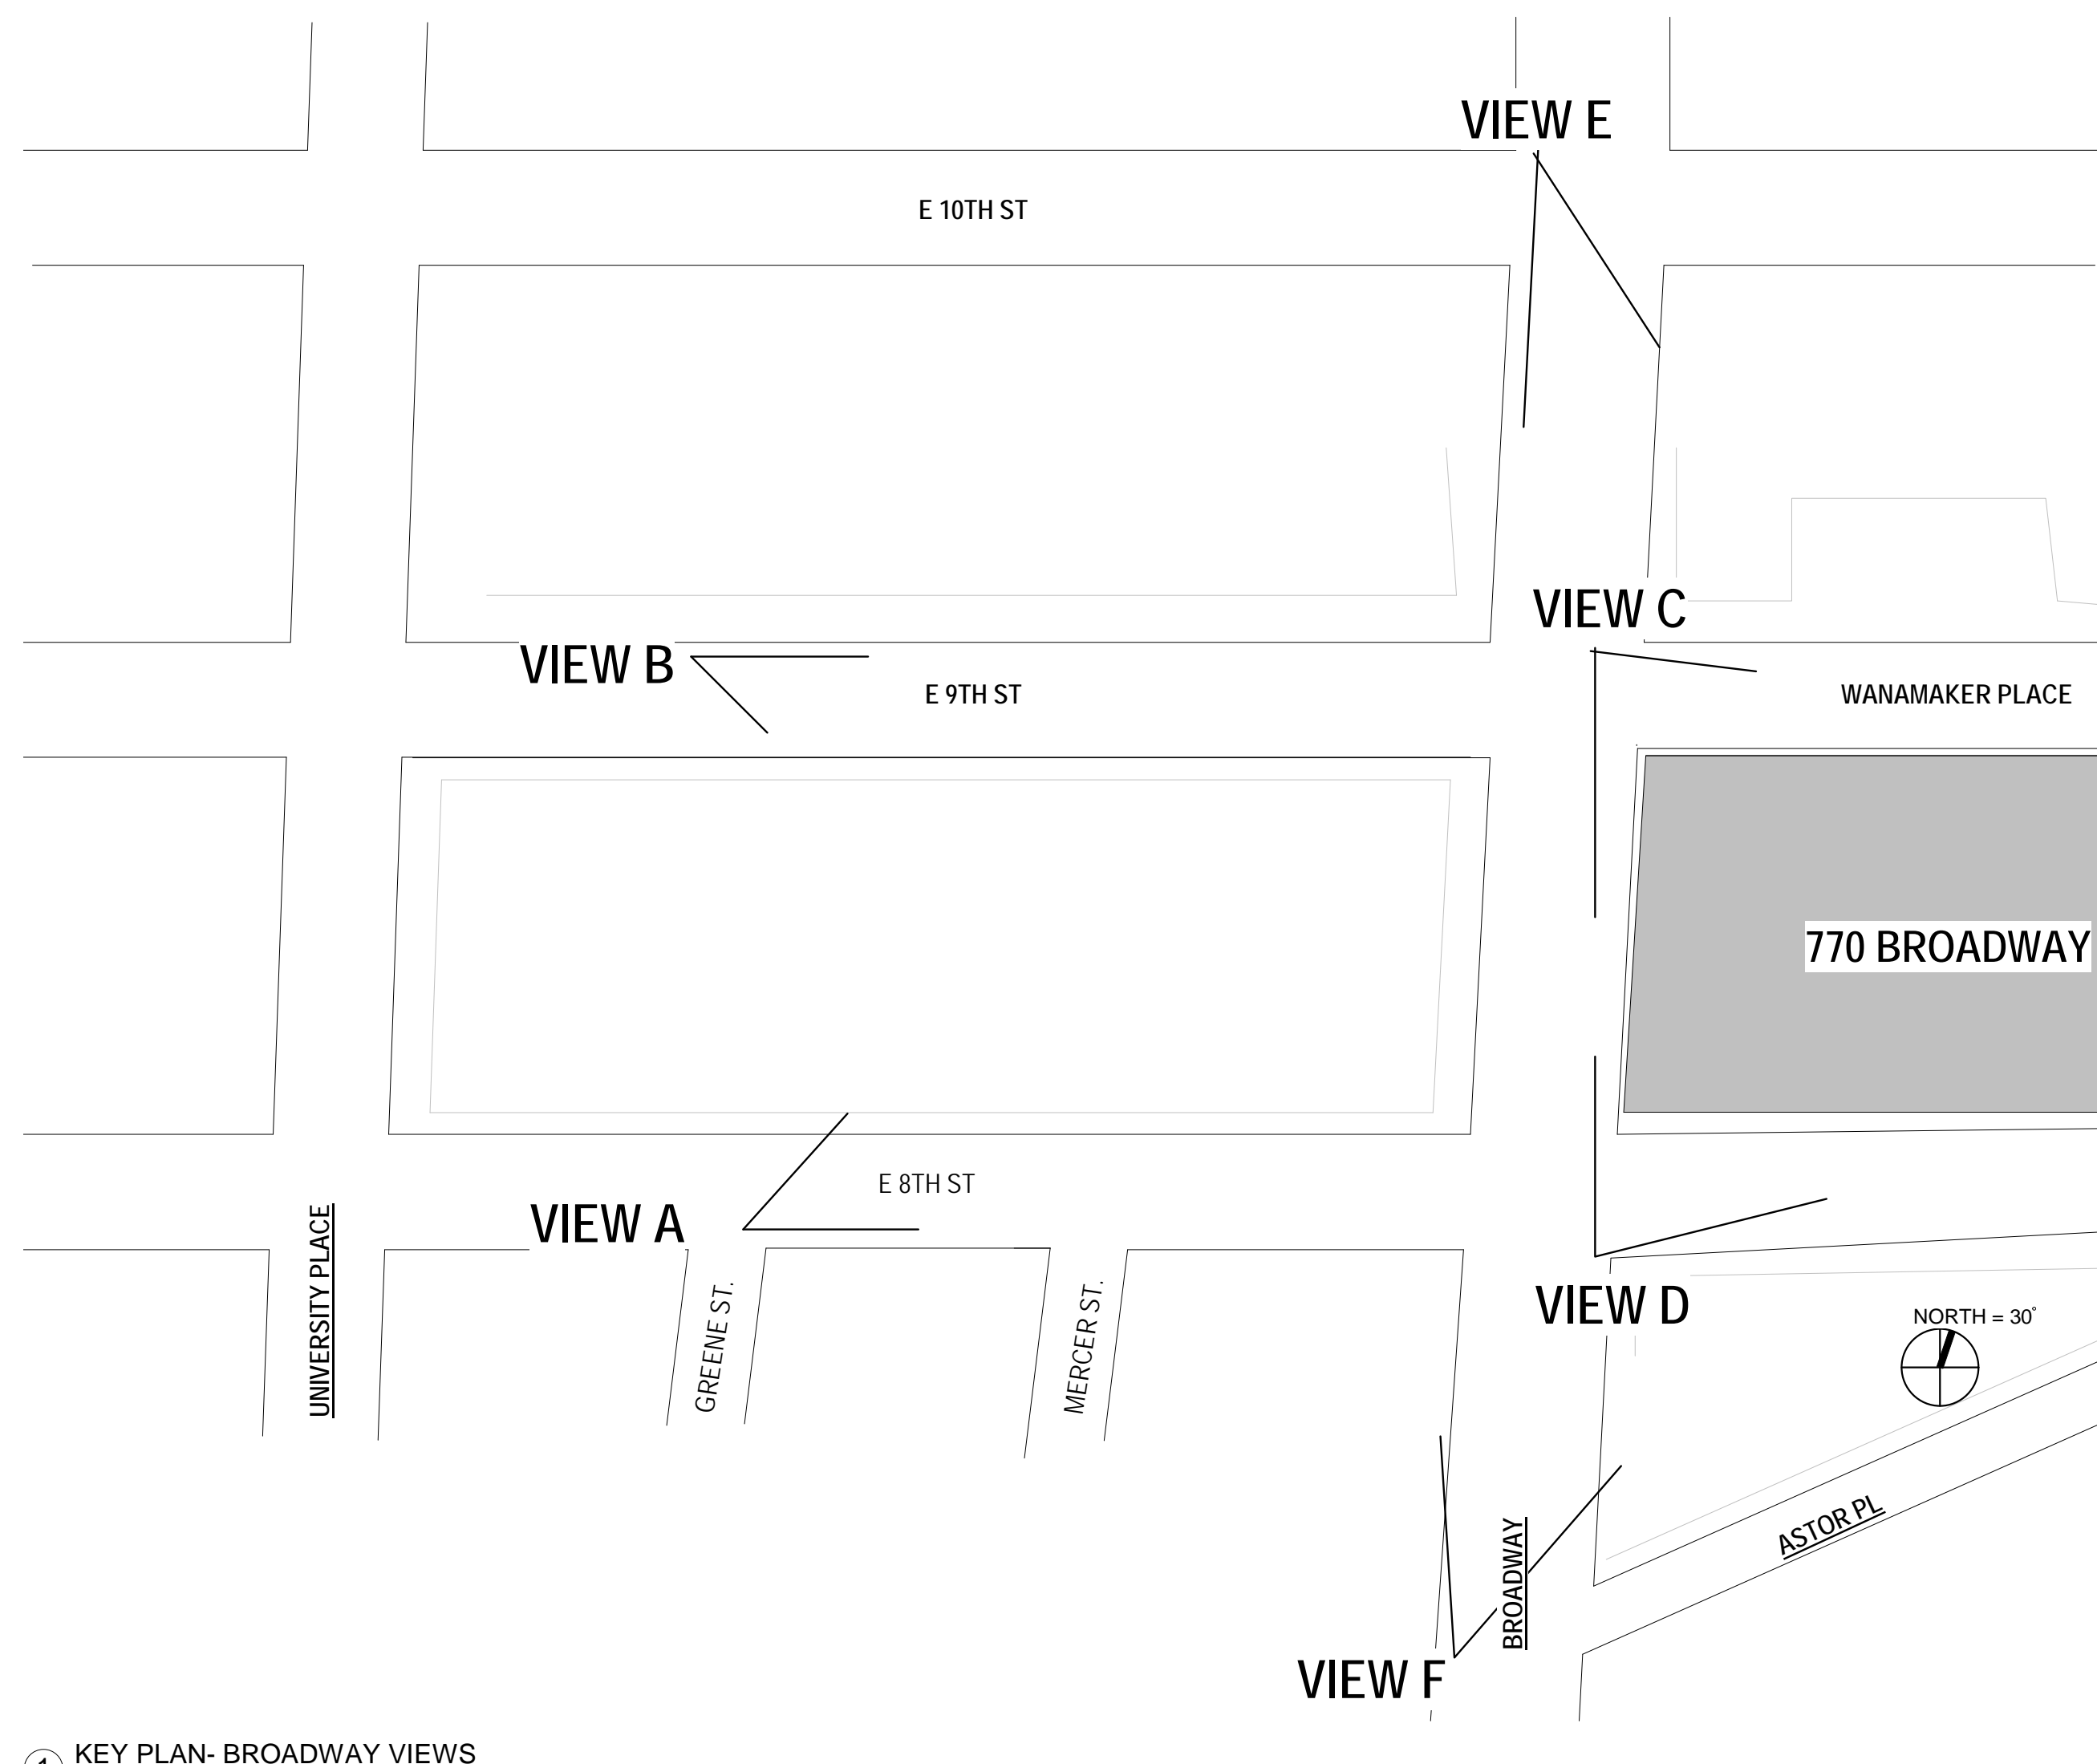 VIEW E
E 10TH ST
VIEW C
VIEW B
E 9TH ST
WANAMAKER PLACE
770 BROADWAY
E 8TH ST
VIEW A
UNIVERSITY PLACE
GREENE ST.
MERCER ST.
VIEW D
NORTH = 30°
ASTOR PL
BROADWAY
VIEW F
1
KEY PLAN- BROADWAY VIEWS